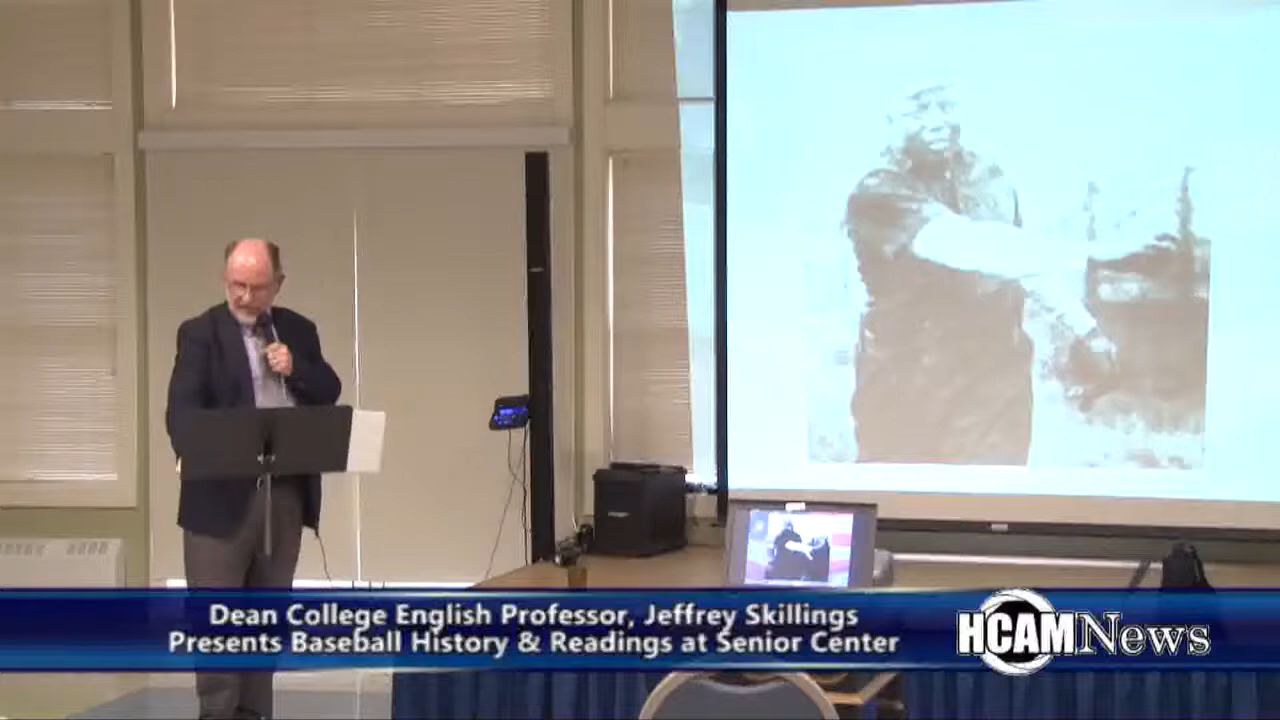 Dean College English Professor, Jeffrey Skillings
Presents Baseball History & Readings at Senior Center
HCAMNews